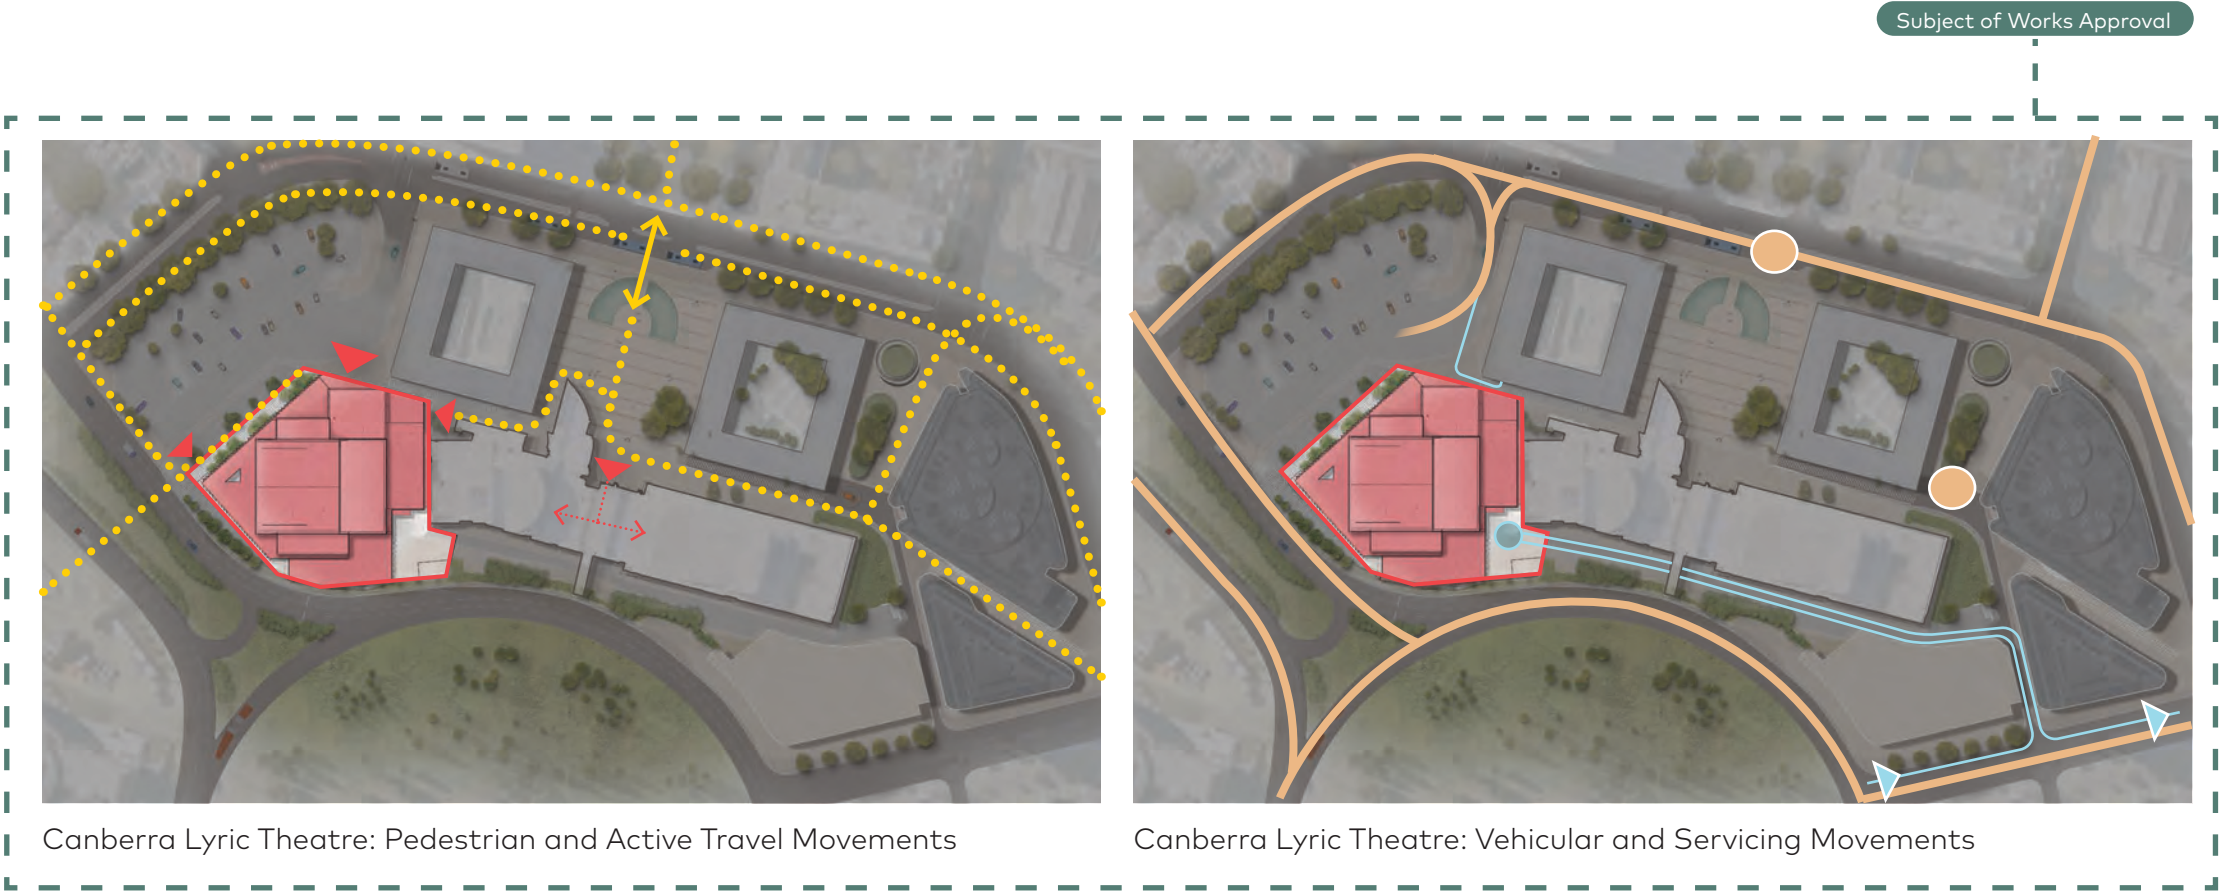 Subject of Works Approval
Canberra Lyric Theatre: Pedestrian and Active Travel Movements
Canberra Lyric Theatre: Vehicular and Servicing Movements